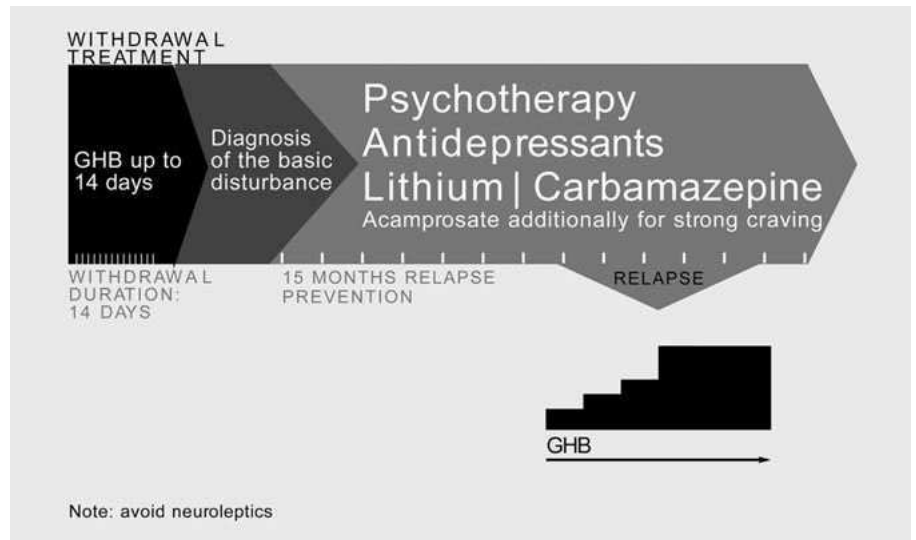 WITHDRAWAL
TREATMENT
GHB up to
14 days
Diagnosis
of the basic
disturbance
Psychotherapy
Antidepressants
Lithium | Carbamazepine
Acamprosate additionally for strong craving
WITHDRAWAL
DURATION:
14 DAYS
15 MONTHS RELAPSE
PREVENTION
RELAPSE
GHB
Note: avoid neuroleptics